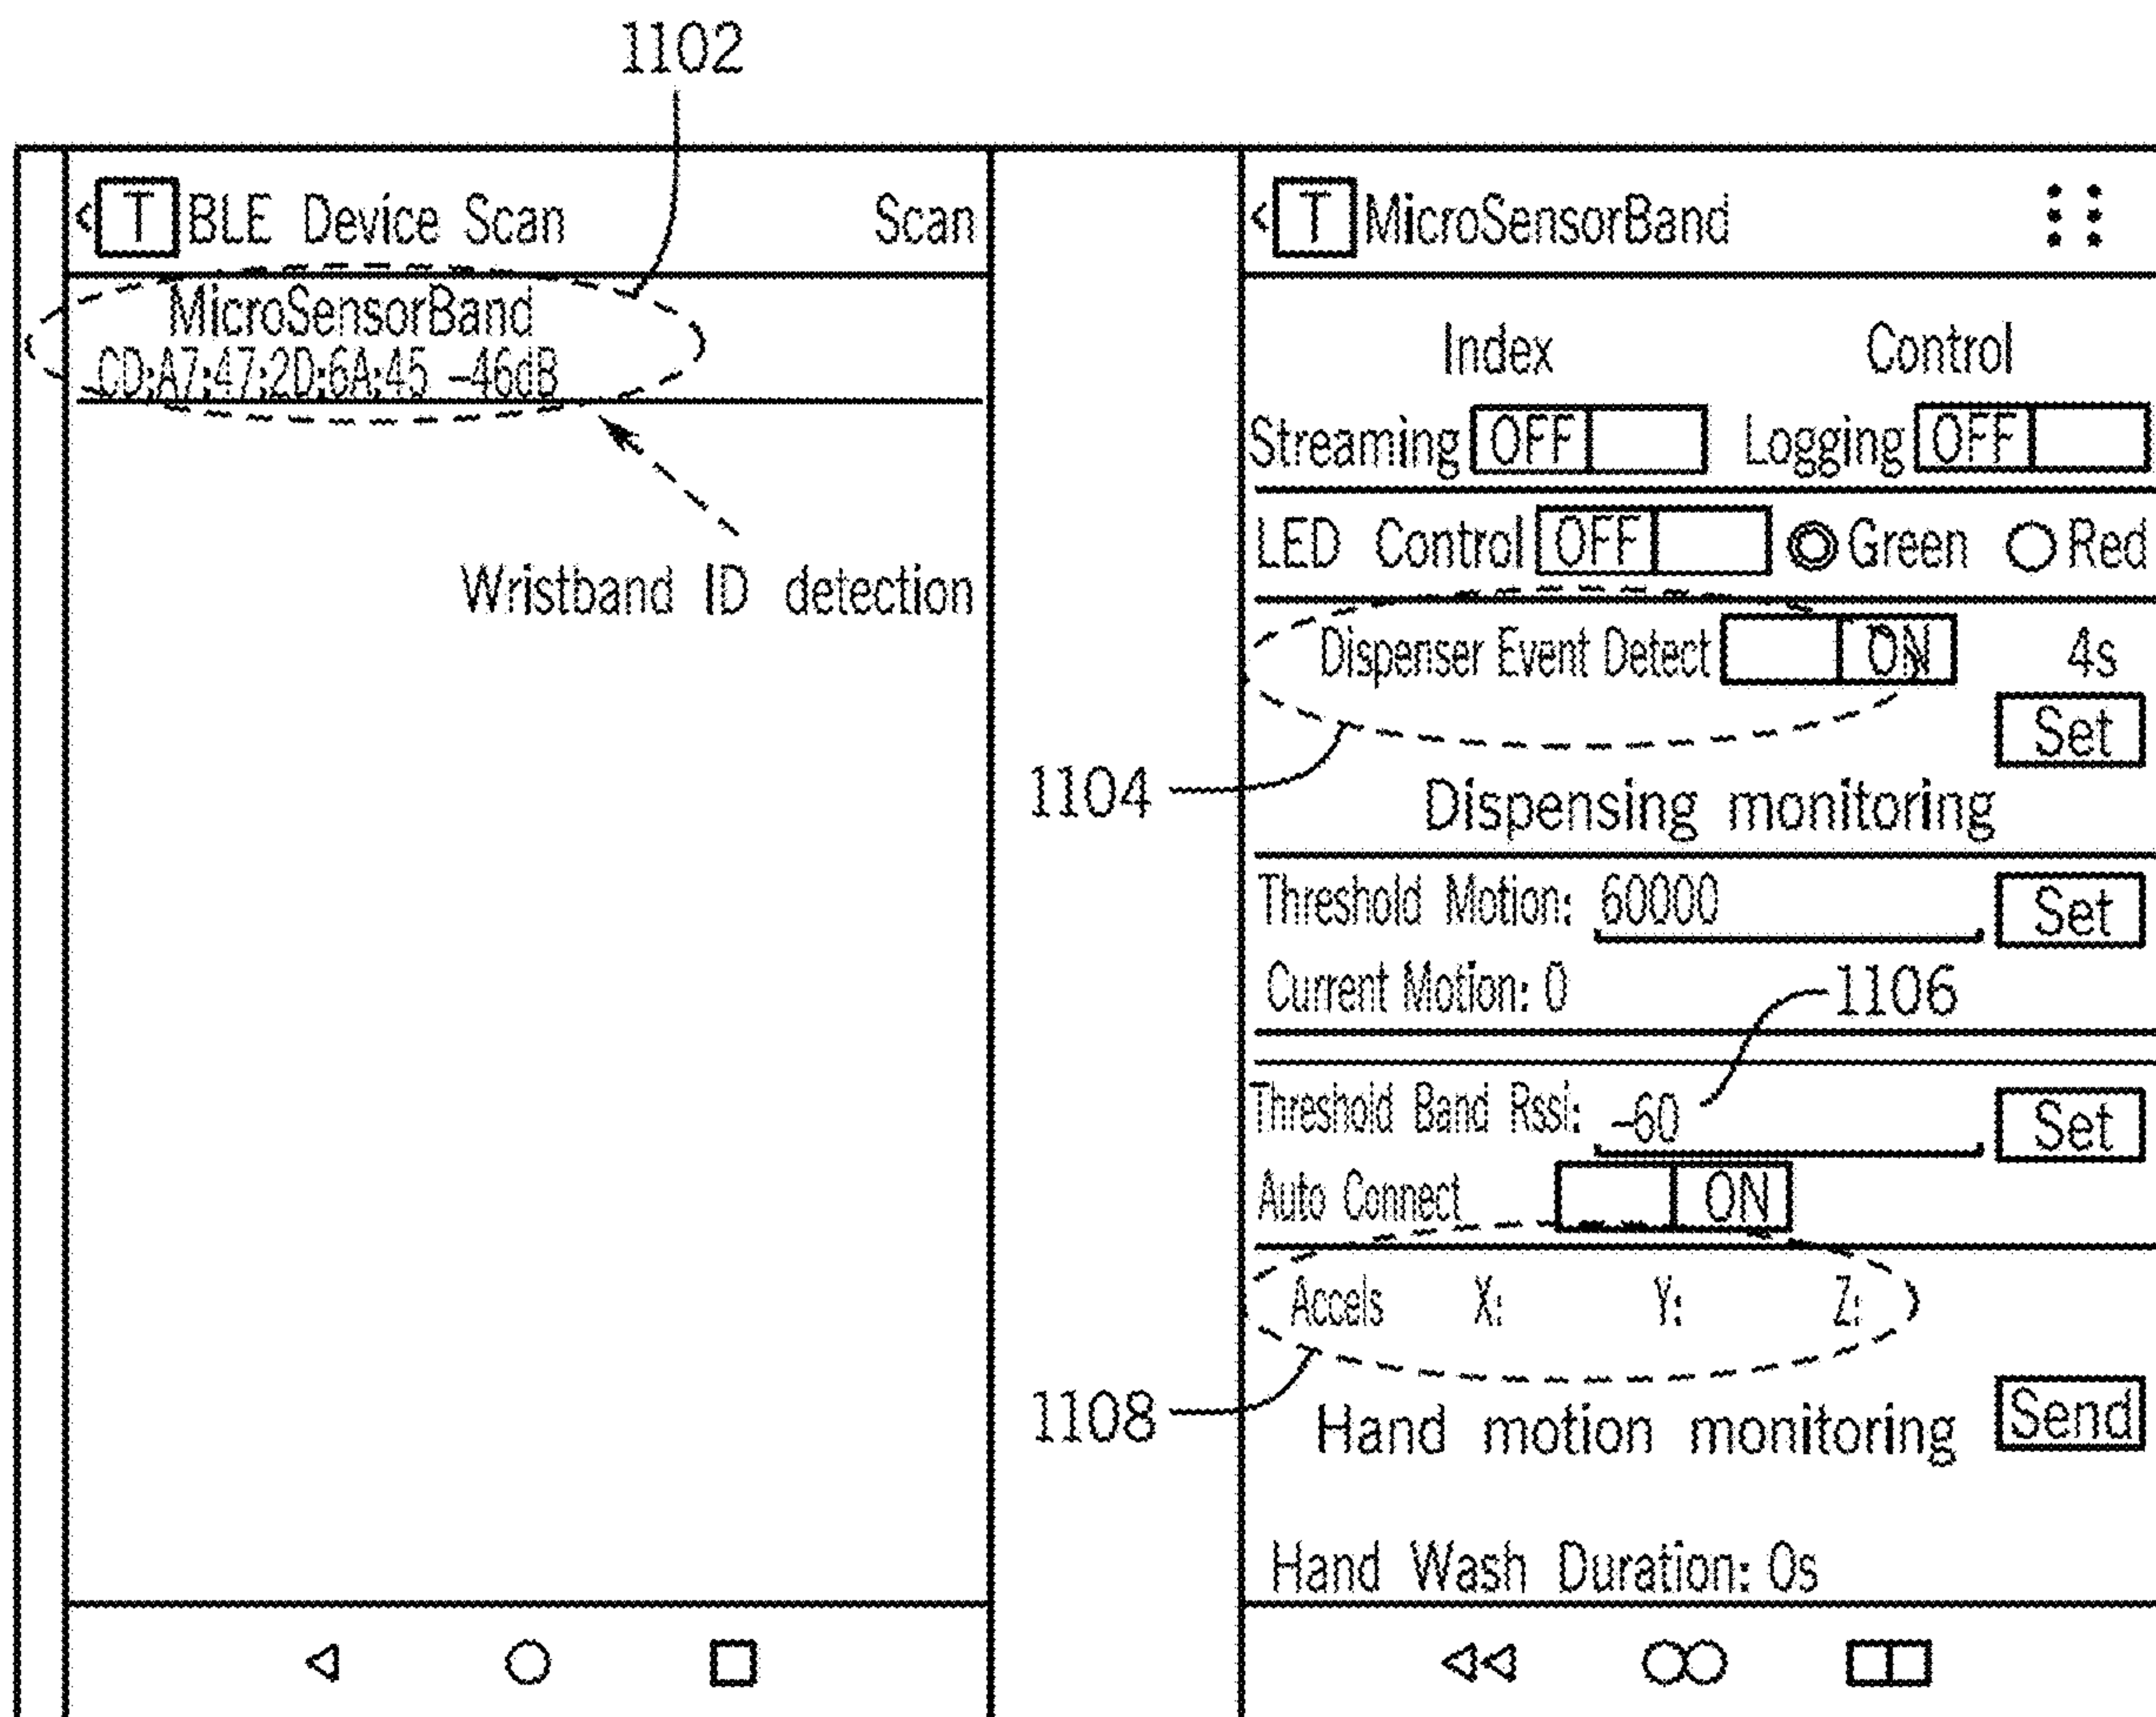 1102
T BLE Device Scan Scan
MicroSensorBand
CD;A7;47;2D;6A;45 -46dB
Wristband ID detection
T MicroSensorBand
Index Control
Streaming OFF Logging OFF
LED Control OFF Green Red
Dispenser Event Detect ON 4s
Set
1104
Dispensing monitoring
Threshold Motion: 60000 Set
Current Motion: 0
1106
Threshold Band Rssi: -60 Set
Auto Connect ON
Accels X: Y: Z:
1108
Hand motion monitoring Send
Hand Wash Duration: 0s